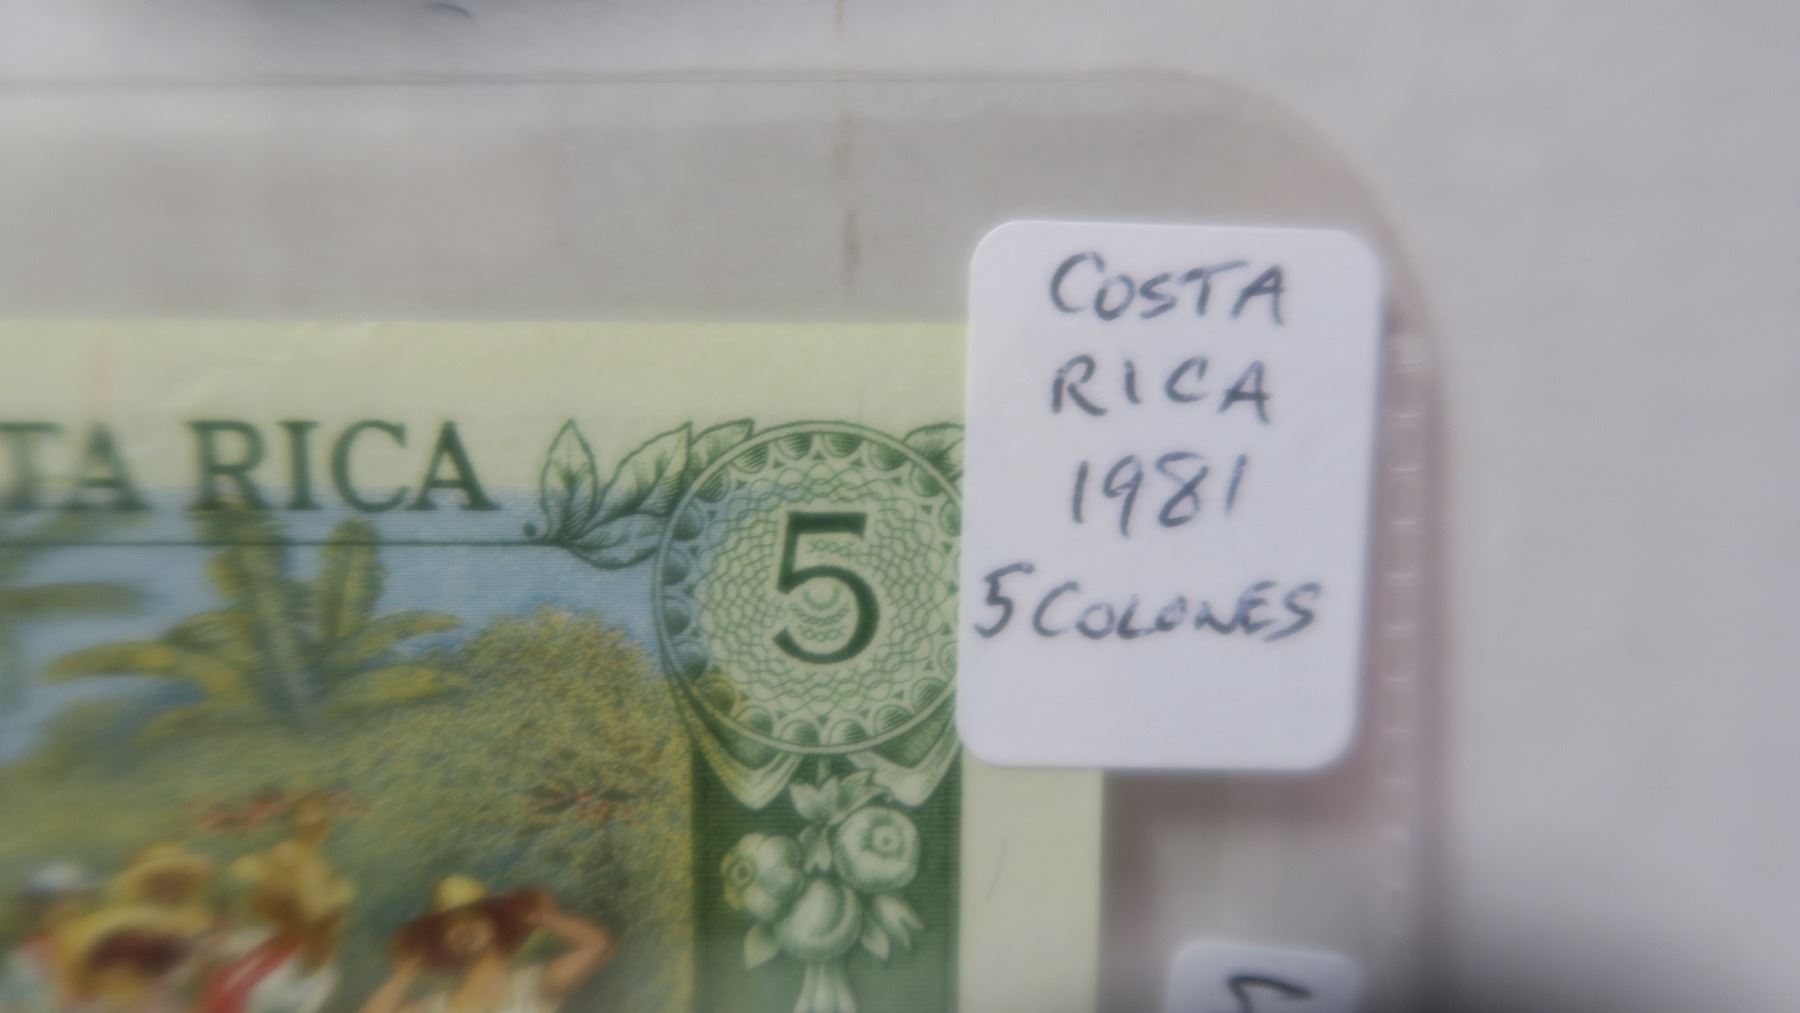 TA RICA
5
COSTA
RICA
1981
5 COLONES